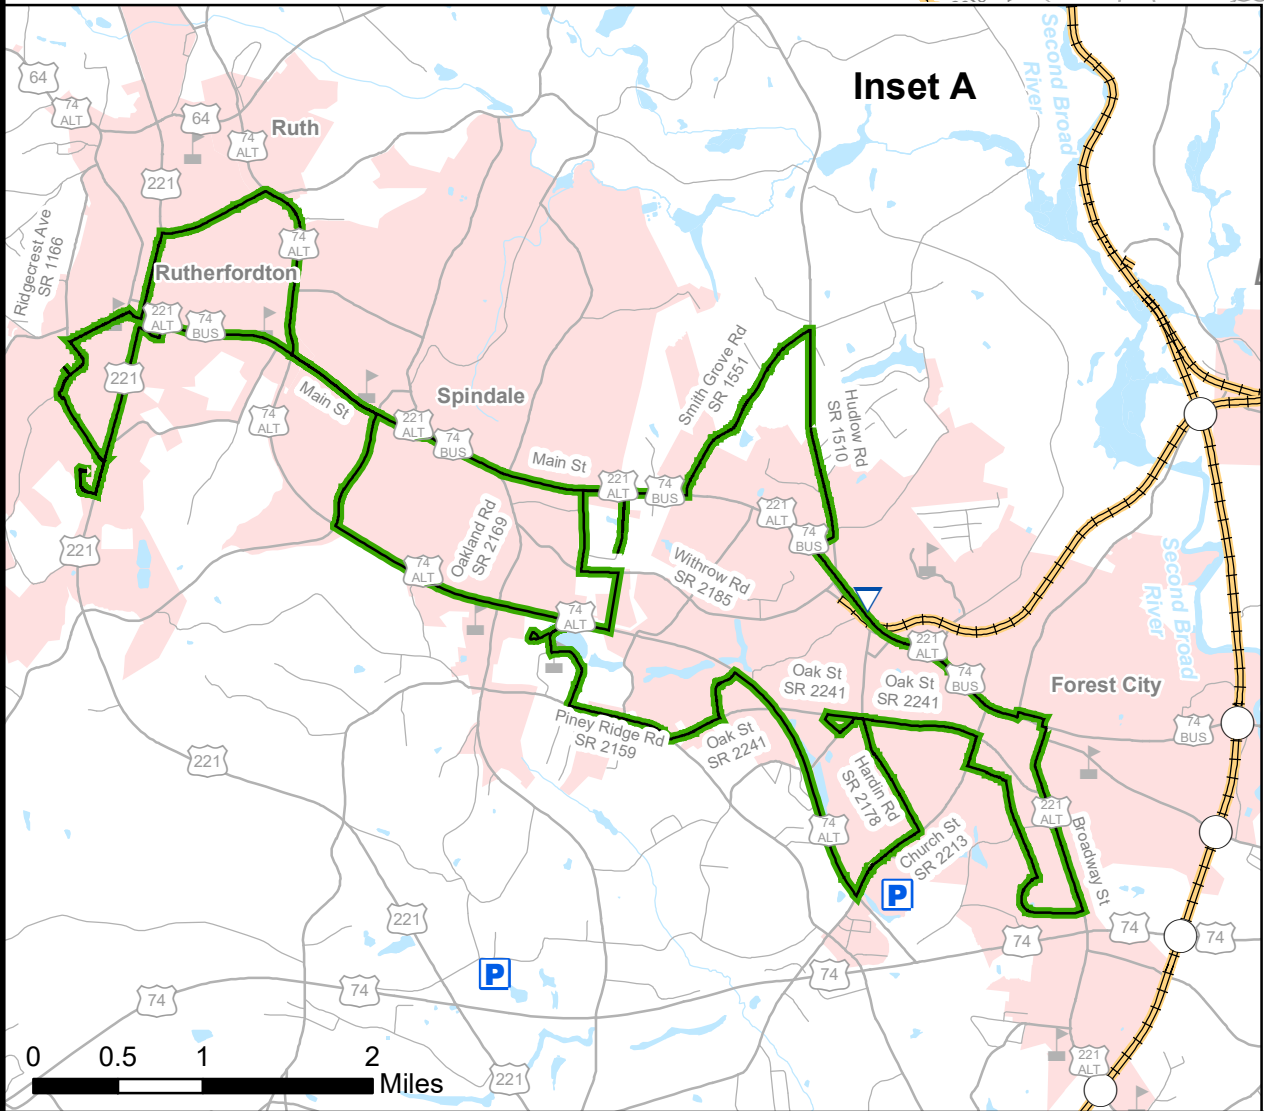 Inset A
Second Broad
River
64
74
ALT
64
74
ALT
Ruth
221
Ridgecrest Ave
SR 1166
74
ALT
Rutherfordton
221
ALT
74
BUS
221
Main St
74
ALT
Spindale
221
ALT
74
BUS
Smith Grove Rd
SR 1551
Hudlow Rd
SR 1510
Main St
221
ALT
74
BUS
221
ALT
74
BUS
221
Oakland Rd
SR 2169
74
ALT
Withrow Rd
SR 2185
Second Broad
River
74
ALT
221
ALT
74
BUS
Oak St
SR 2241
Oak St
SR 2241
Forest City
Piney Ridge Rd
SR 2159
Oak St
SR 2241
74
BUS
221
Hardin Rd
SR 2178
74
ALT
Church St
SR 2213
221
ALT
Broadway St
P
221
74
74
74
P
74
74
74
221
ALT
221
0 0.5 1 2
Miles